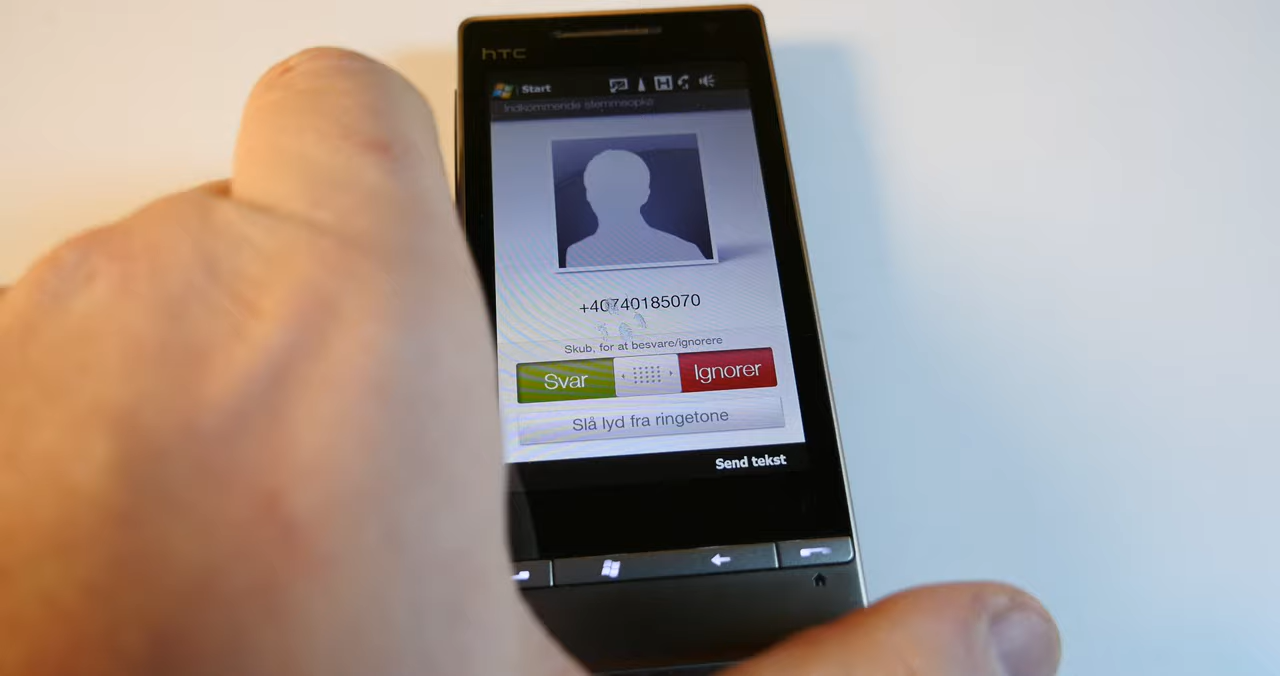 hTC
Start
H
Indkommende stemmeopkald
+40740185070
Skub, for at besvare/ignorere
Svar
Ignorer
Slå lyd fra ringetone
Send tekst